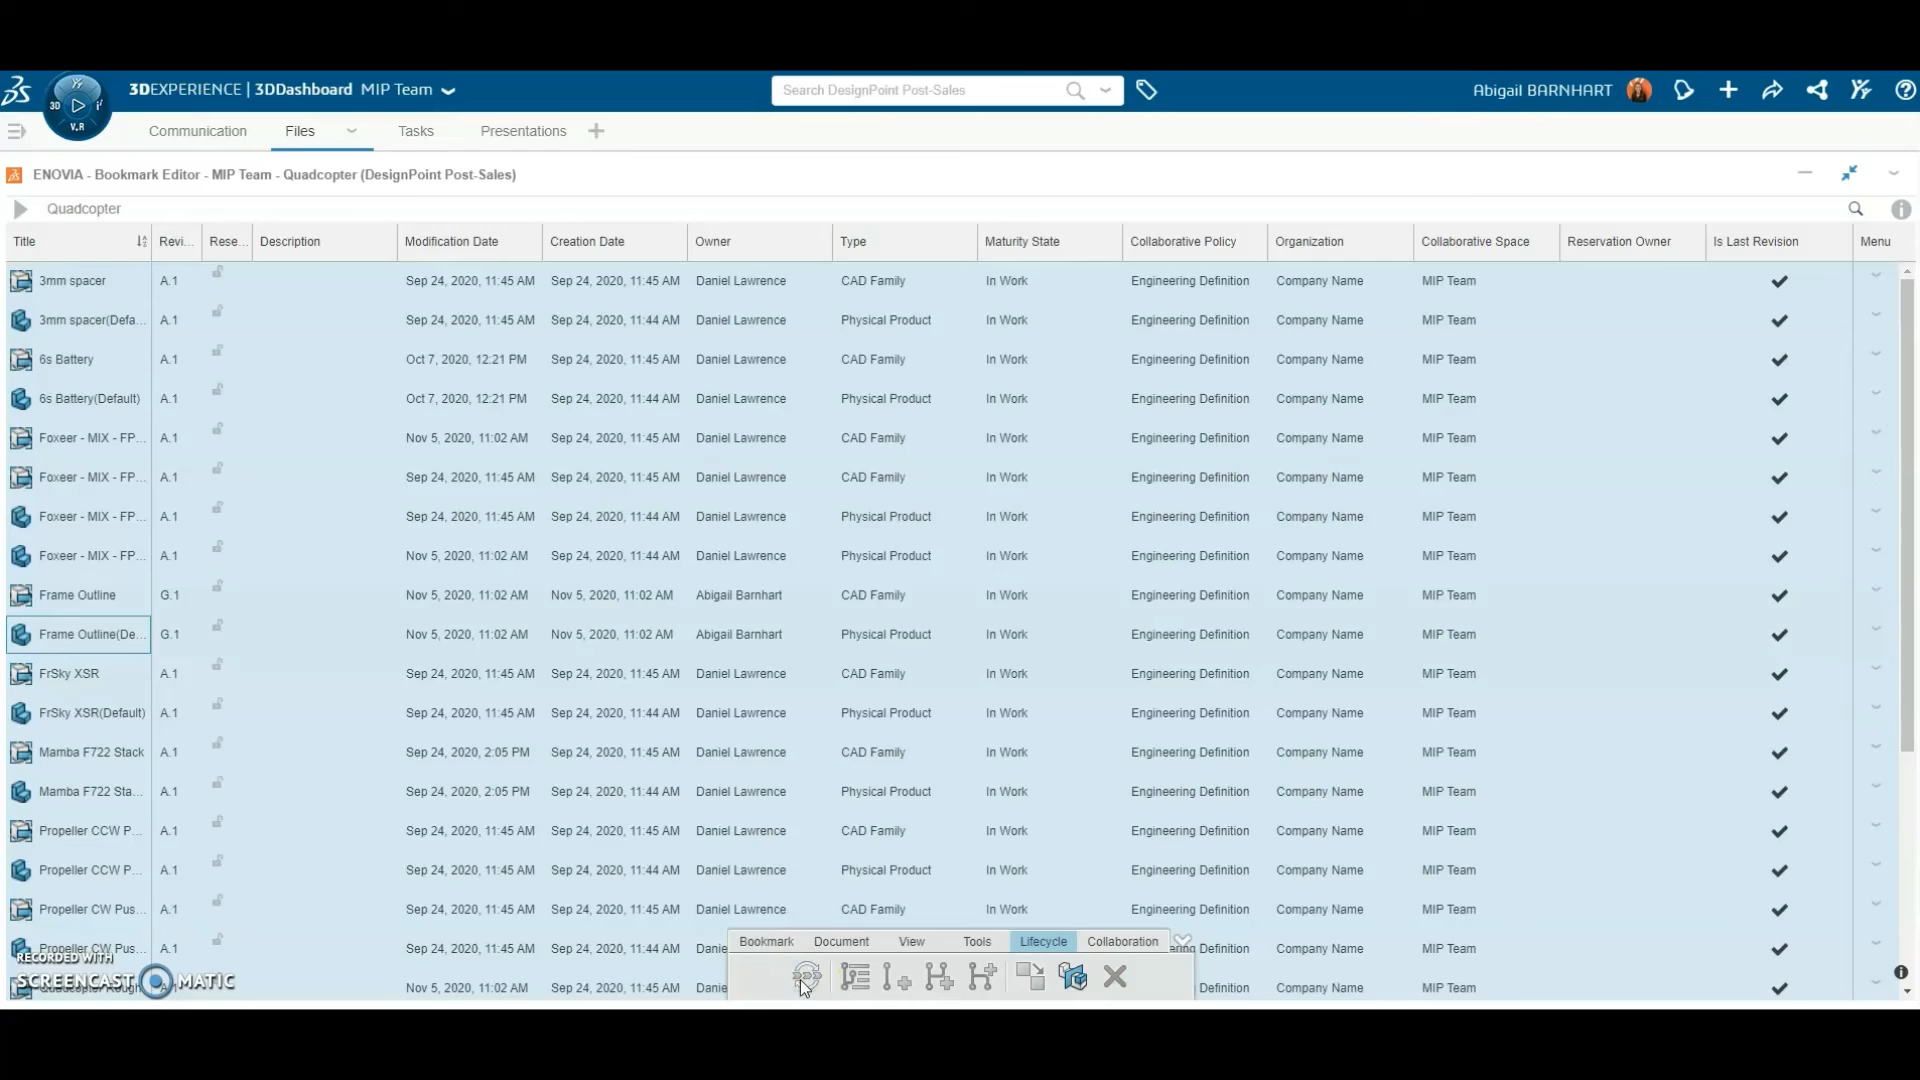 3DEXPERIENCE | 3DDashboard MIP Team
Search DesignPoint Post-Sales
Abigail BARNHART
3D
V.R
Communication Files Tasks Presentations
ENOVIA - Bookmark Editor - MIP Team - Quadcopter (DesignPoint Post-Sales)
Quadcopter
Title Revi... Rese... Description Modification Date Creation Date Owner Type Maturity State Collaborative Policy Organization Collaborative Space Reservation Owner Is Last Revision Menu
3mm spacer A.1 Sep 24, 2020, 11:45 AM Sep 24, 2020, 11:45 AM Daniel Lawrence CAD Family In Work Engineering Definition Company Name MIP Team
3mm spacer(Defa... A.1 Sep 24, 2020, 11:45 AM Sep 24, 2020, 11:44 AM Daniel Lawrence Physical Product In Work Engineering Definition Company Name MIP Team
6s Battery A.1 Oct 7, 2020, 12:21 PM Sep 24, 2020, 11:45 AM Daniel Lawrence CAD Family In Work Engineering Definition Company Name MIP Team
6s Battery(Default) A.1 Oct 7, 2020, 12:21 PM Sep 24, 2020, 11:44 AM Daniel Lawrence Physical Product In Work Engineering Definition Company Name MIP Team
Foxeer - MIX - FP... A.1 Nov 5, 2020, 11:02 AM Sep 24, 2020, 11:45 AM Daniel Lawrence CAD Family In Work Engineering Definition Company Name MIP Team
Foxeer - MIX - FP... A.1 Sep 24, 2020, 11:45 AM Sep 24, 2020, 11:45 AM Daniel Lawrence CAD Family In Work Engineering Definition Company Name MIP Team
Foxeer - MIX - FP... A.1 Sep 24, 2020, 11:45 AM Sep 24, 2020, 11:44 AM Daniel Lawrence Physical Product In Work Engineering Definition Company Name MIP Team
Foxeer - MIX - FP... A.1 Nov 5, 2020, 11:02 AM Sep 24, 2020, 11:44 AM Daniel Lawrence Physical Product In Work Engineering Definition Company Name MIP Team
Frame Outline G.1 Nov 5, 2020, 11:02 AM Nov 5, 2020, 11:02 AM Abigail Barnhart CAD Family In Work Engineering Definition Company Name MIP Team
Frame Outline(De... G.1 Nov 5, 2020, 11:02 AM Nov 5, 2020, 11:02 AM Abigail Barnhart Physical Product In Work Engineering Definition Company Name MIP Team
FrSky XSR A.1 Sep 24, 2020, 11:45 AM Sep 24, 2020, 11:45 AM Daniel Lawrence CAD Family In Work Engineering Definition Company Name MIP Team
FrSky XSR(Default) A.1 Sep 24, 2020, 11:45 AM Sep 24, 2020, 11:44 AM Daniel Lawrence Physical Product In Work Engineering Definition Company Name MIP Team
Mamba F722 Stack A.1 Sep 24, 2020, 2:05 PM Sep 24, 2020, 11:45 AM Daniel Lawrence CAD Family In Work Engineering Definition Company Name MIP Team
Mamba F722 Sta... A.1 Sep 24, 2020, 2:05 PM Sep 24, 2020, 11:44 AM Daniel Lawrence Physical Product In Work Engineering Definition Company Name MIP Team
Propeller CCW P... A.1 Sep 24, 2020, 11:45 AM Sep 24, 2020, 11:45 AM Daniel Lawrence CAD Family In Work Engineering Definition Company Name MIP Team
Propeller CCW P... A.1 Sep 24, 2020, 11:45 AM Sep 24, 2020, 11:44 AM Daniel Lawrence Physical Product In Work Engineering Definition Company Name MIP Team
Propeller CW Pus... A.1 Sep 24, 2020, 11:45 AM Sep 24, 2020, 11:45 AM Daniel Lawrence CAD Family In Work Engineering Definition Company Name MIP Team
Bookmark Document View Tools Lifecycle Collaboration
Propeller CW Pus... A.1 Sep 24, 2020, 11:45 AM Sep 24, 2020, 11:44 AM Danie Definition Company Name MIP Team
RECORDED WITH
SCREENCAST MATIC
Nov 5, 2020, 11:02 AM Sep 24, 2020, 11:45 AM Danie Definition Company Name MIP Team